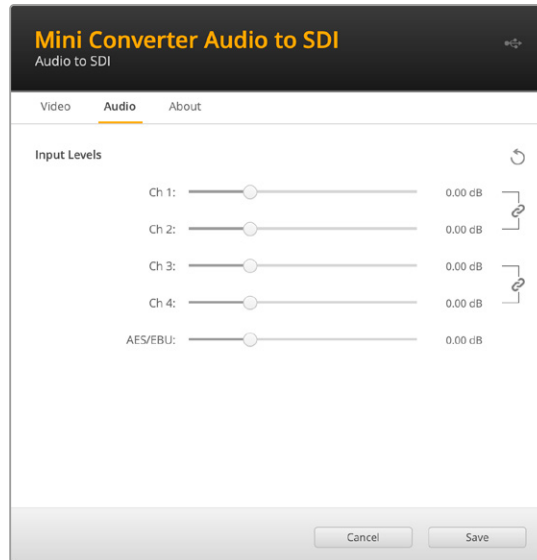 Mini Converter Audio to SDI
Audio to SDI
Video Audio About
Input Levels
Ch 1: 0.00 dB
Ch 2: 0.00 dB
Ch 3: 0.00 dB
Ch 4: 0.00 dB
AES/EBU: 0.00 dB
Cancel Save